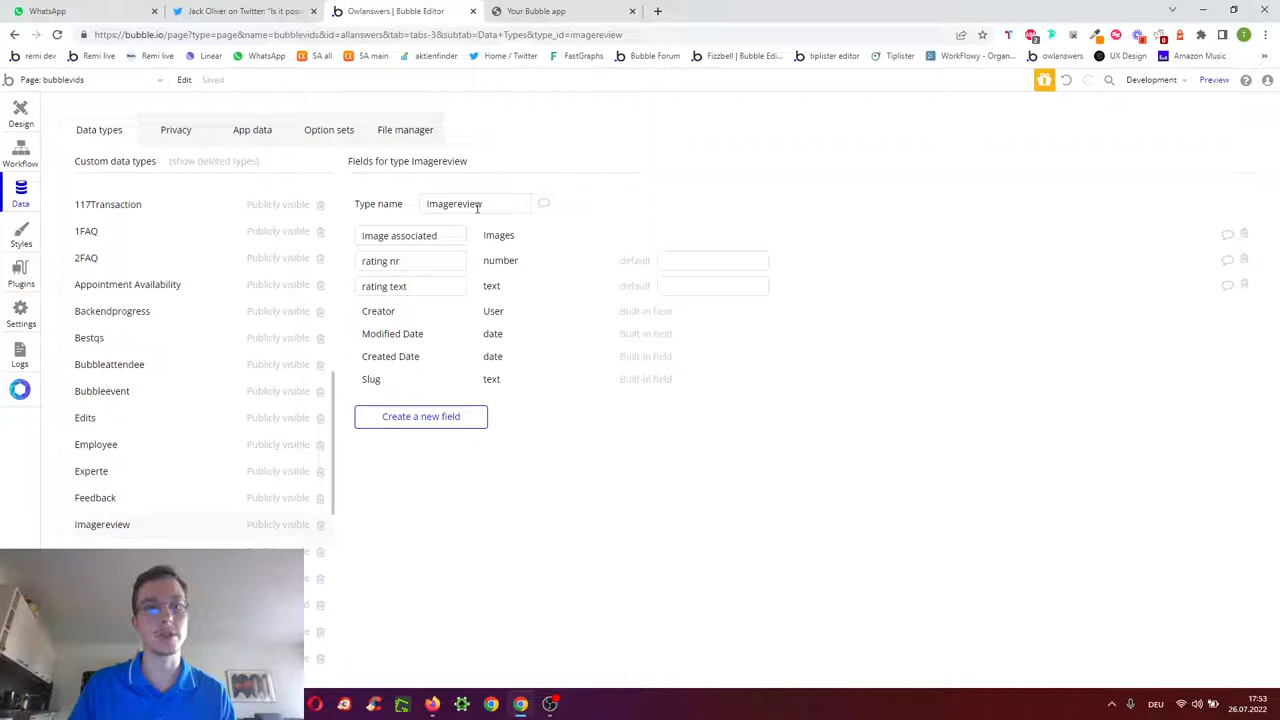 WhatsApp
Jack Oliver on Twitter: "Is it poss
Owlanswers | Bubble Editor
Your Bubble app
https://bubble.io/page?type=page&name=bubblevids&id=allanswers&tab=tabs-3&subtab=Data+Types&type_id=imagereview
remi dev
Remi live
WhatsApp
SA all
SA main
aktienfinder
Home / Twitter
FastGraphs
Bubble Forum
Fizzbell | Bubble Edi...
tiplister editor
Tiplister
WorkFlowy - Organ...
owlanswers
UX Design
Amazon Music
Page: bubblevids
Edit
Saved
Development
Preview
Design
Workflow
Data
Styles
Plugins
Settings
Logs
Data types
Privacy
App data
Option sets
File manager
Custom data types
(show deleted types)
117Transaction
Publicly visible
1FAQ
Publicly visible
2FAQ
Publicly visible
Appointment Availability
Publicly visible
Backendprogress
Publicly visible
Bestqs
Publicly visible
Bubbleattendee
Publicly visible
Bubbleevent
Publicly visible
Edits
Publicly visible
Employee
Publicly visible
Experte
Publicly visible
Feedback
Publicly visible
Imagereview
Publicly visible
Fields for type Imagereview
Type name
Imagereview
image associated
Images
rating nr
number
default
rating text
text
default
Creator
User
Built-in field
Modified Date
date
Built-in field
Created Date
date
Built-in field
Slug
text
Built-in field
Create a new field
DEU
17:53
26.07.2022